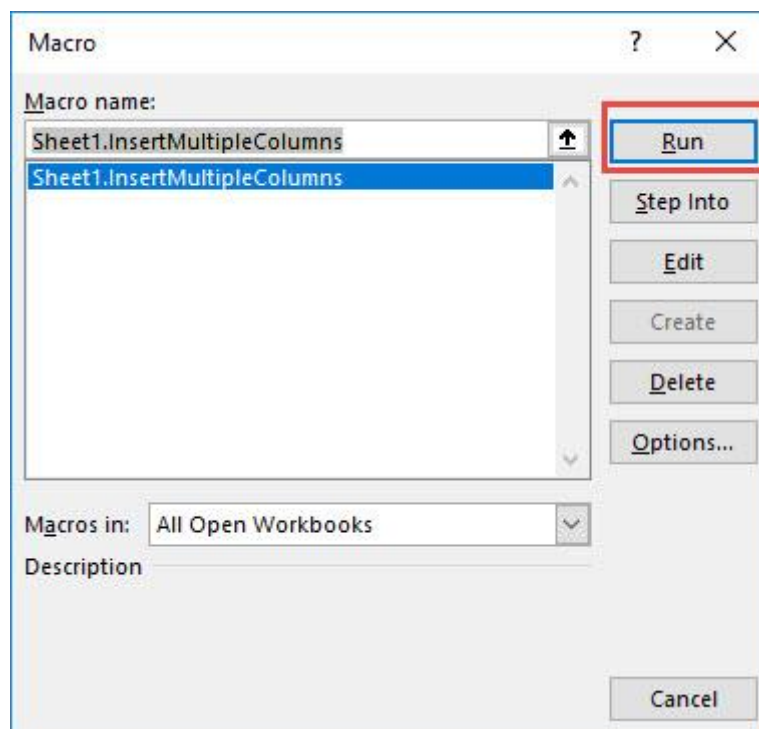 Macro ?
Macro name:
Sheet1.InsertMultipleColumns
Run
Sheet1.InsertMultipleColumns
Step Into
Edit
Create
Delete
Options...
Macros in: All Open Workbooks
Description
Cancel